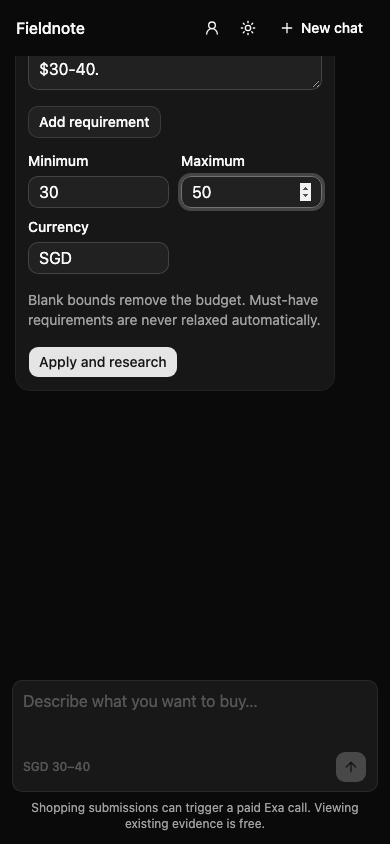 Fieldnote
New chat
$30-40.
Add requirement
Minimum Maximum
30 50
Currency
SGD
Blank bounds remove the budget. Must-have
requirements are never relaxed automatically.
Apply and research
Describe what you want to buy...
SGD 30–40
Shopping submissions can trigger a paid Exa call. Viewing
existing evidence is free.